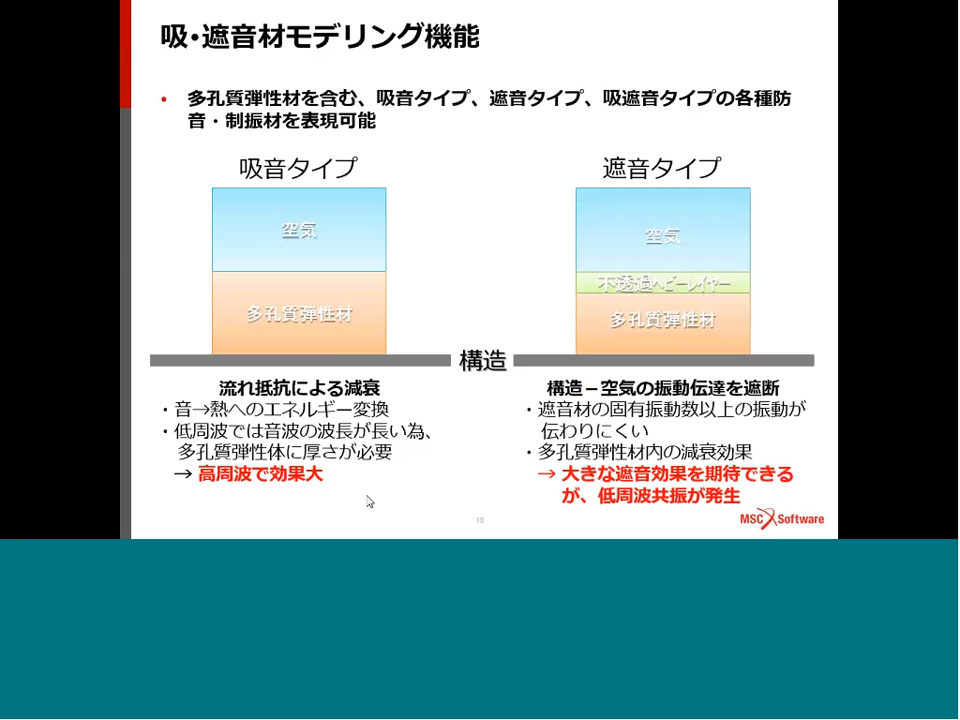 吸・遮音材モデリング機能
• 多孔質弾性材を含む、吸音タイプ、遮音タイプ、吸遮音タイプの各種防
音・制振材を表現可能
吸音タイプ
空気
多孔質弾性材
遮音タイプ
空気
不透過ヘビーレイヤー
多孔質弾性材
構造
流れ抵抗による減衰
・音→熱へのエネルギー変換
・低周波では音波の波長が長い為、
多孔質弾性体に厚さが必要
→ 高周波で効果大
構造－空気の振動伝達を遮断
・遮音材の固有振動数以上の振動が
伝わりにくい
・多孔質弾性材内の減衰効果
→ 大きな遮音効果を期待できる
が、低周波共振が発生
MSC Software